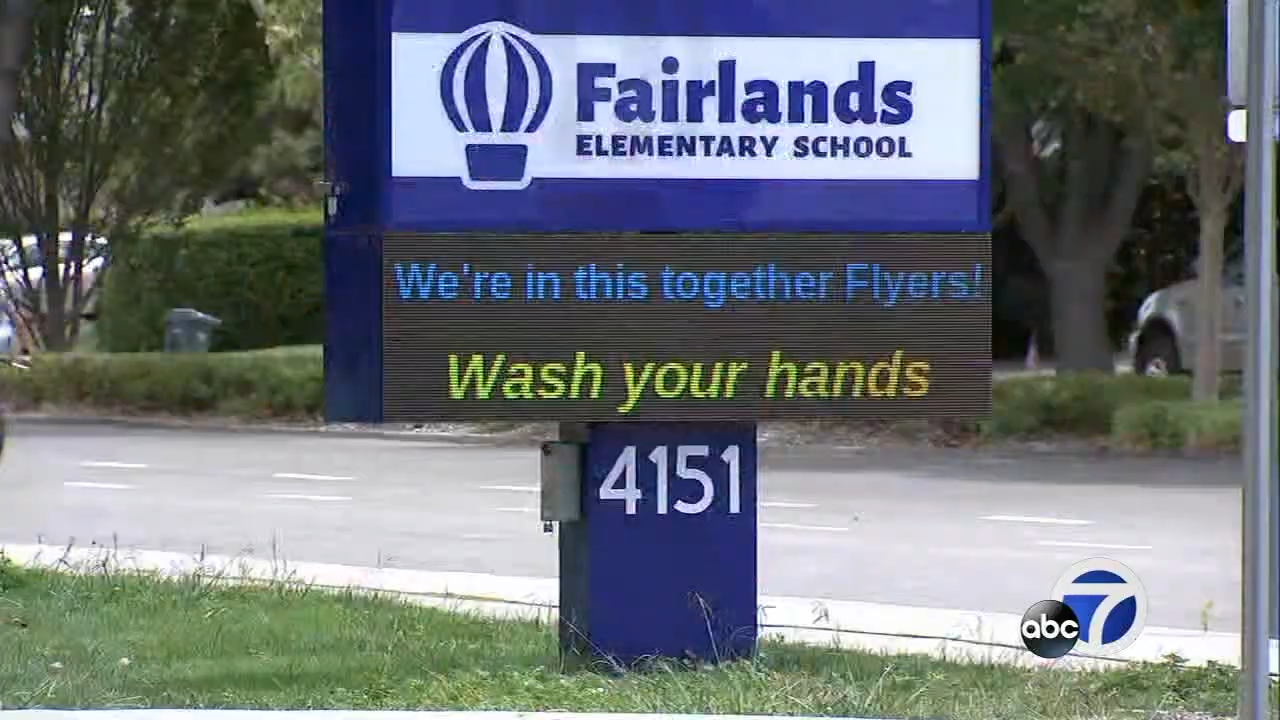 Fairlands
ELEMENTARY SCHOOL
We're in this together Flyers!
Wash your hands
4151
abc 7